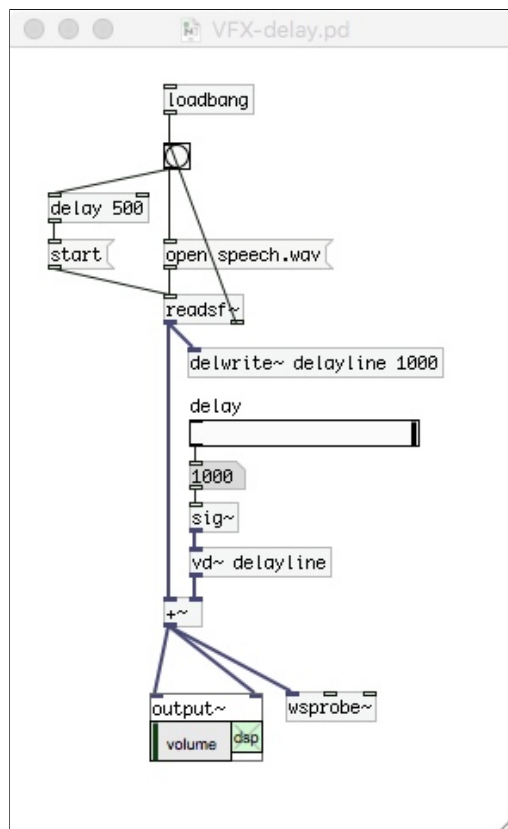 VFX-delay.pd
loadbang
delay 500
start
open speech.wav
readsf~
delwrite~ delayline 1000
delay
1000
sig~
vd~ delayline
+~
output~
wsprobe~
volume
dsp